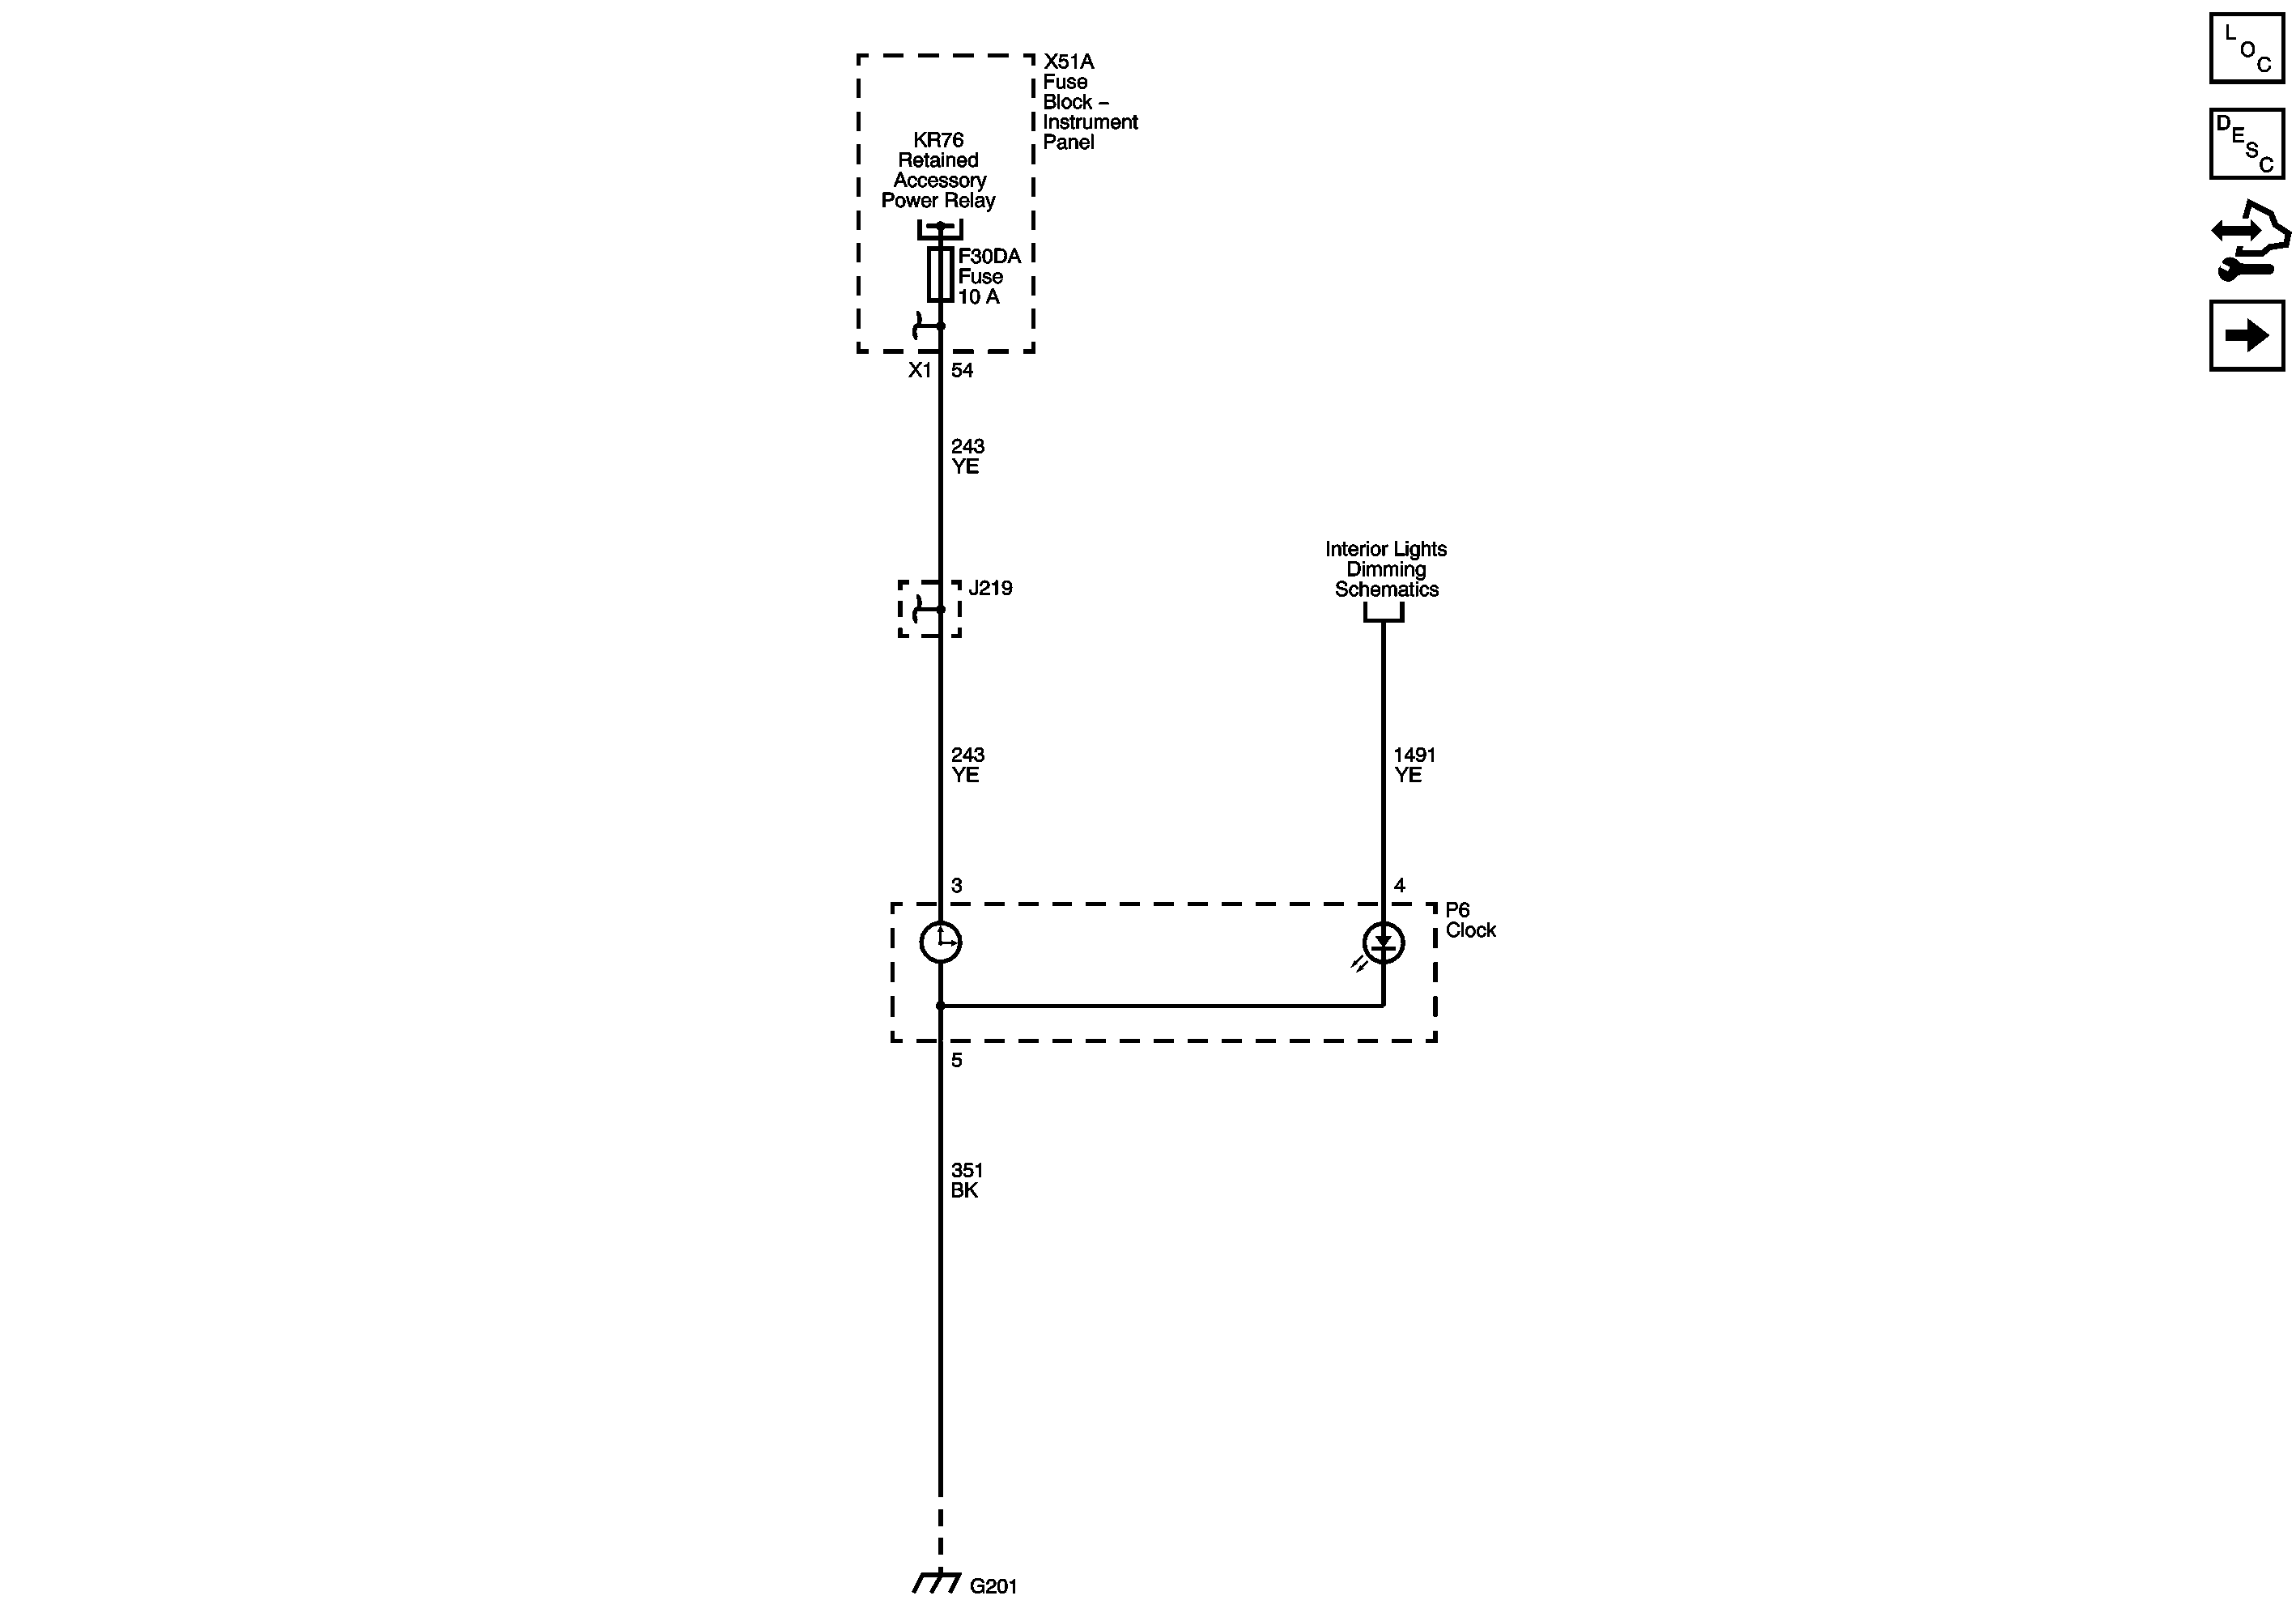 X51A
Fuse
Block –
Instrument
Panel
KR76
Retained
Accessory
Power Relay
F30DA
Fuse
10 A
X1 54
243
YE
J219
Interior Lights
Dimming
Schematics
243
YE
1491
YE
3
4
P6
Clock
5
351
BK
G201
LOC
DESC